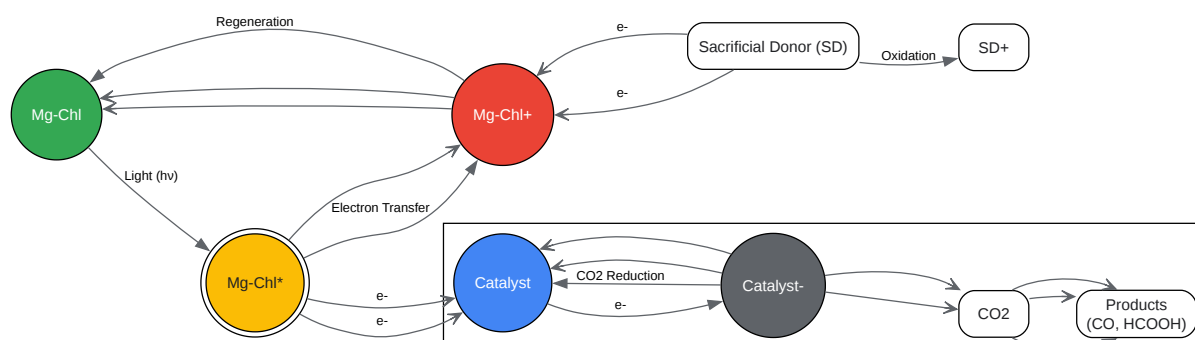 Regeneration
e-
Sacrificial Donor (SD)
Oxidation
SD+
e-
Mg-Chl
Mg-Chl+
Light (hν)
Electron Transfer
Mg-Chl*
e-
e-
Catalyst
CO2 Reduction
e-
Catalyst-
CO2
Products
(CO, HCOOH)